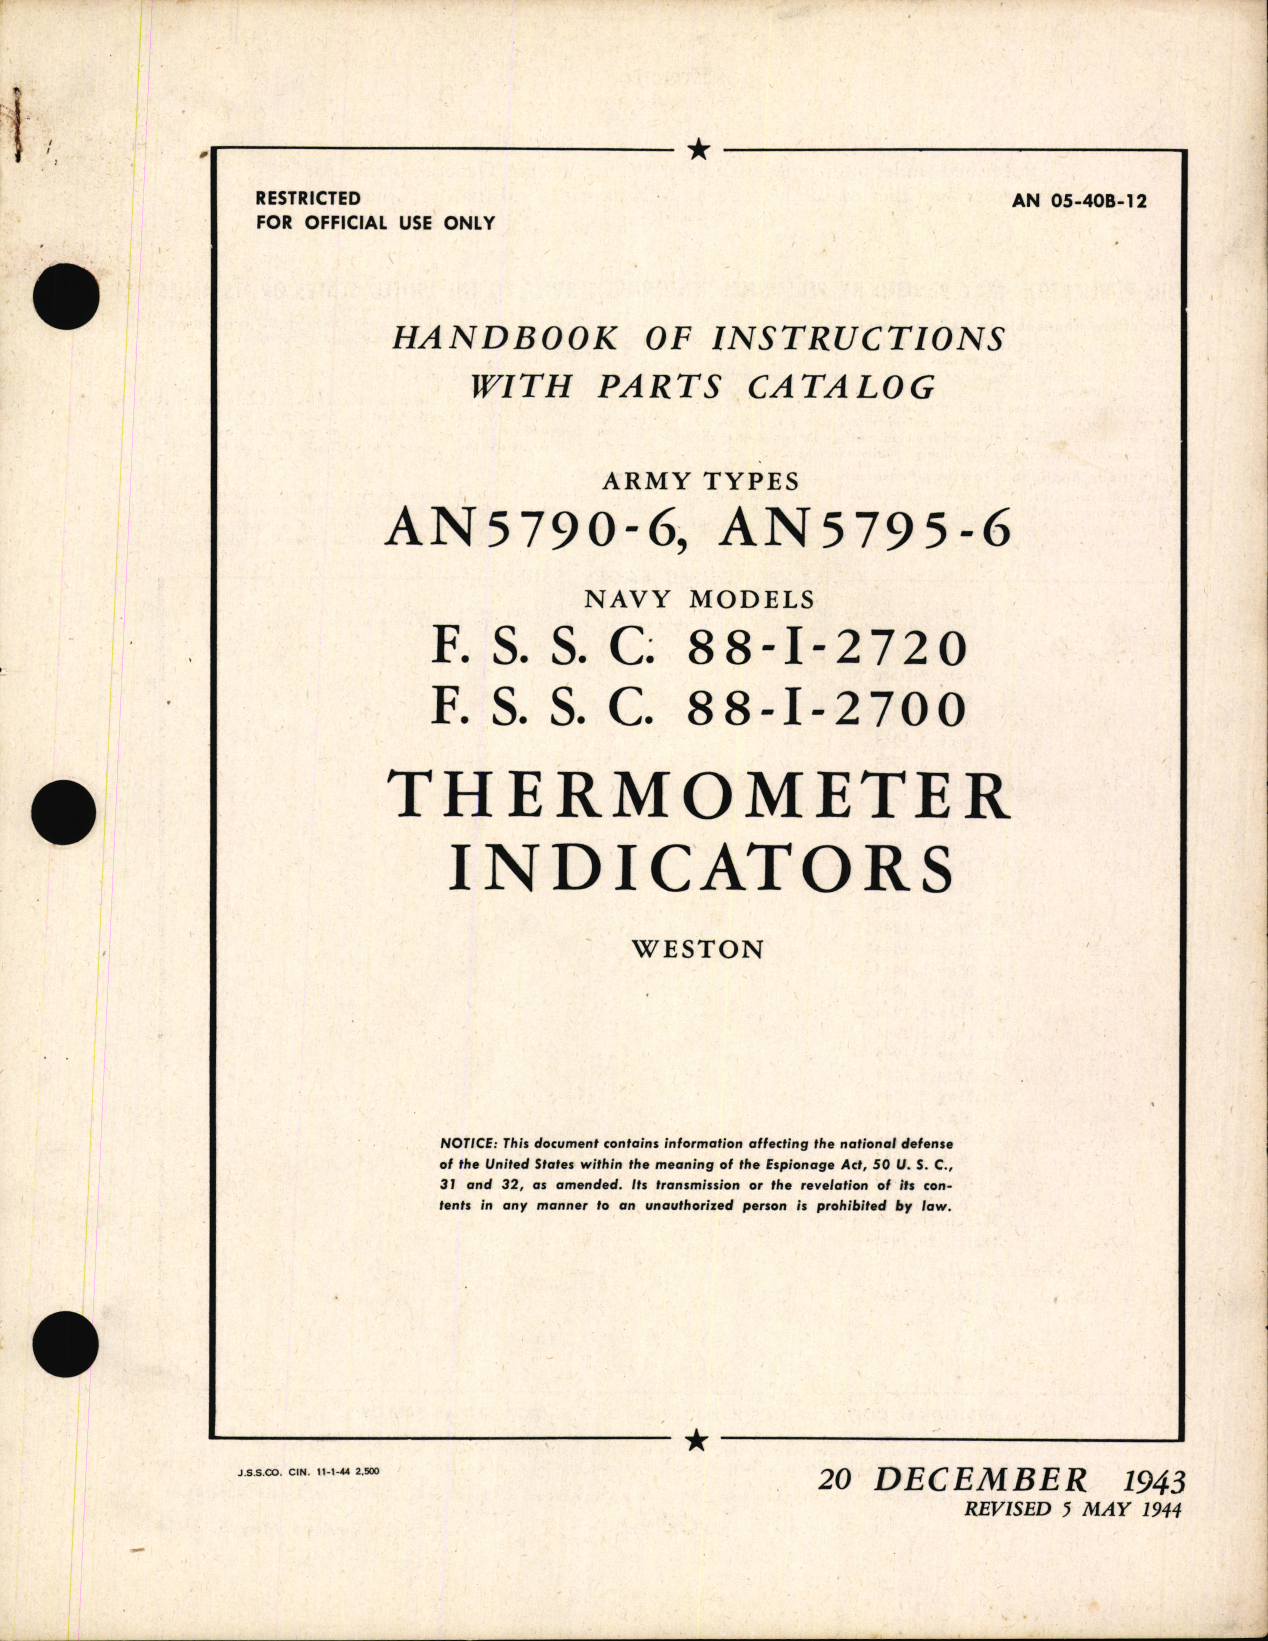 RESTRICTED
FOR OFFICIAL USE ONLY
AN 05-40B-12
HANDBOOK OF INSTRUCTIONS
WITH PARTS CATALOG
ARMY TYPES
AN5790-6, AN5795-6
NAVY MODELS
F. S. S. C. 88-I-2720
F. S. S. C. 88-I-2700
THERMOMETER
INDICATORS
WESTON
NOTICE: This document contains information affecting the national defense
of the United States within the meaning of the Espionage Act, 50 U. S. C.,
31 and 32, as amended. Its transmission or the revelation of its con-
tents in any manner to an unauthorized person is prohibited by law.
J.S.S.CO. CIN. 11-1-44 2,500
20 DECEMBER 1943
REVISED 5 MAY 1944